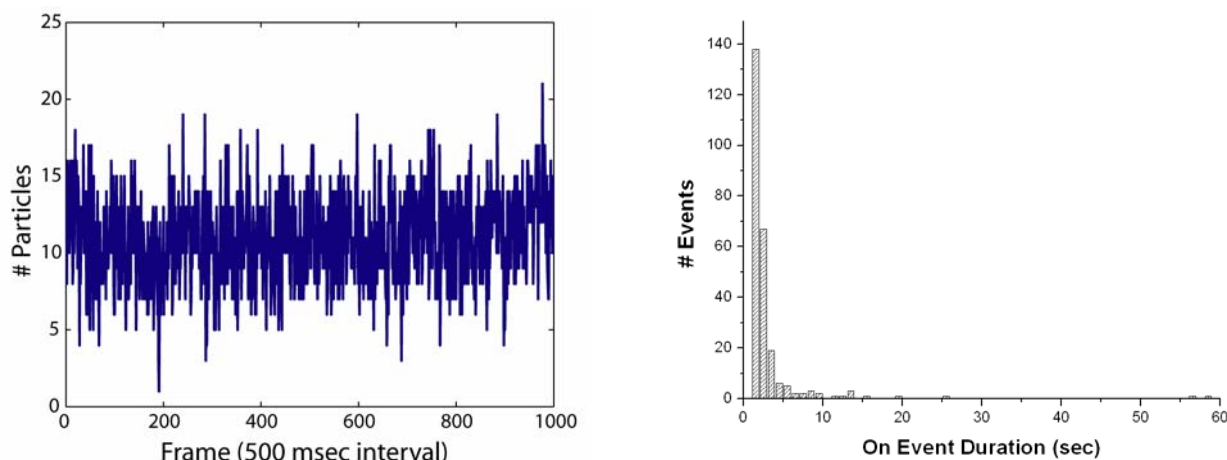 25
20
15
10
5
0
# Particles
0 200 400 600 800 1000
Frame (500 msec interval)
140
120
100
80
60
40
20
0
# Events
0 10 20 30 40 50 60
On Event Duration (sec)